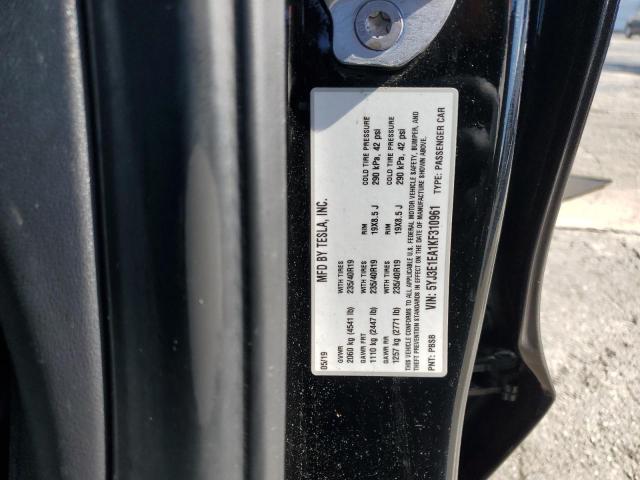 05/19 MFD BY TESLA, INC.
GVWR WITH TIRES RIM COLD TIRE PRESSURE
2060 kg (4541 lb) 235/40R19 19X8.5 J 290 kPa, 42 psi
GAWR FRT WITH TIRES RIM COLD TIRE PRESSURE
1110 kg (2447 lb) 235/40R19 19X8.5 J 290 kPa, 42 psi
GAWR RR WITH TIRES
1257 kg (2771 lb) 235/40R19
THIS VEHICLE CONFORMS TO ALL APPLICABLE U.S. FEDERAL MOTOR VEHICLE SAFETY, BUMPER, AND
THEFT PREVENTION STANDARDS IN EFFECT ON THE DATE OF MANUFACTURE SHOWN ABOVE.
PNT: PBSB VIN: 5YJ3E1EA1KF310961 TYPE: PASSENGER CAR